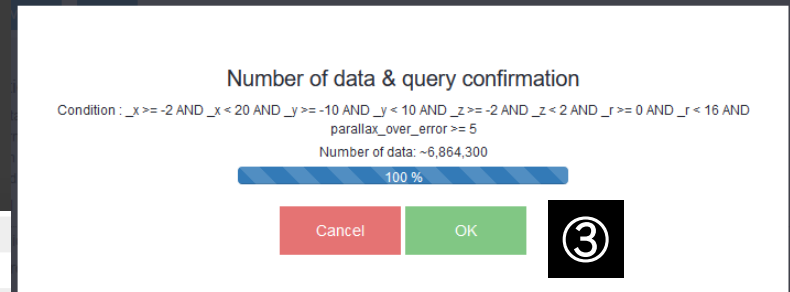 Number of data & query confirmation
Condition : _x >= -2 AND _x < 20 AND _y >= -10 AND _y < 10 AND _z >= -2 AND _z < 2 AND _r >= 0 AND _r < 16 AND
parallax_over_error >= 5
Number of data: ~6,864,300
100 %
Cancel OK ③